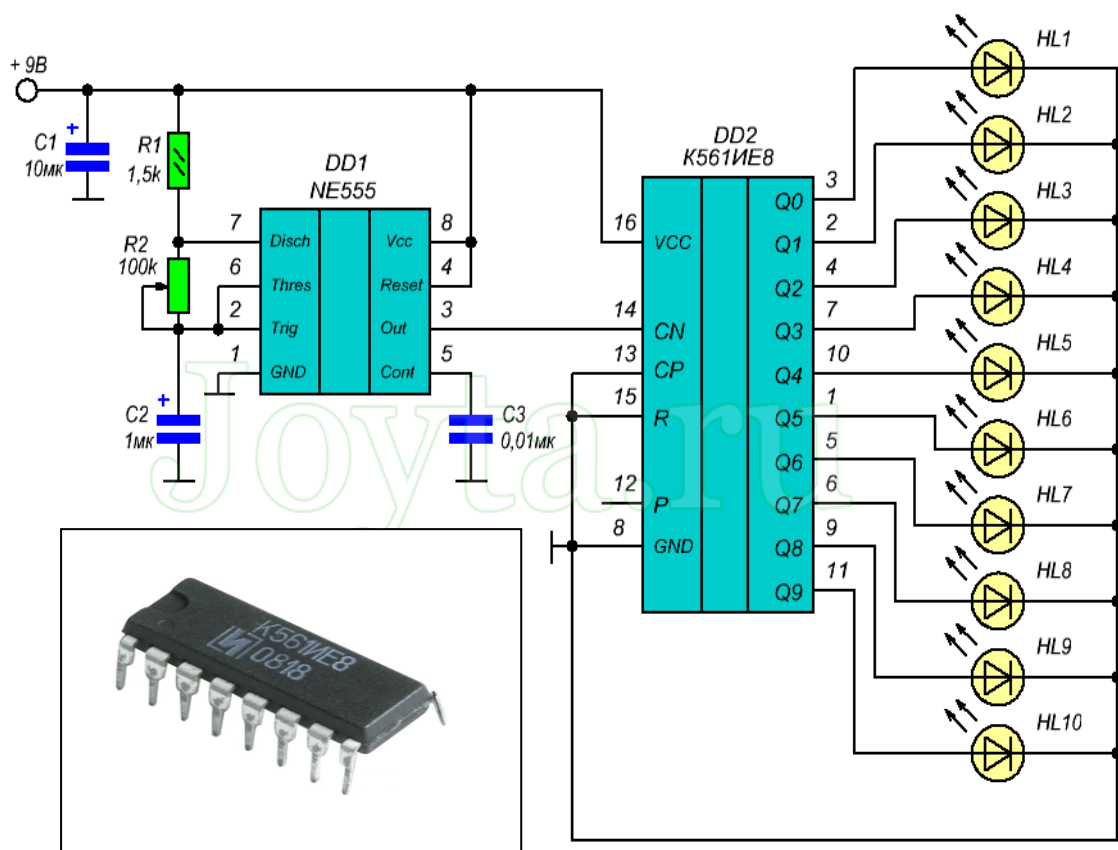 + 9В
C1
+
10мк
R1
1,5k
R2
100k
C2
+
1мк
DD1
NE555
7
Disch
6
Thres
2
Trig
1
GND
Vcc
8
Reset
4
Out
3
Cont
5
C3
0,01мк
DD2
К561ИЕ8
16
VCC
14
CN
13
CP
15
R
12
P
8
GND
Q0
3
Q1
2
Q2
4
Q3
7
Q4
10
Q5
1
Q6
5
Q7
6
Q8
9
Q9
11
HL1
HL2
HL3
HL4
HL5
HL6
HL7
HL8
HL9
HL10
Joyta.ru
К561ИЕ8
0818